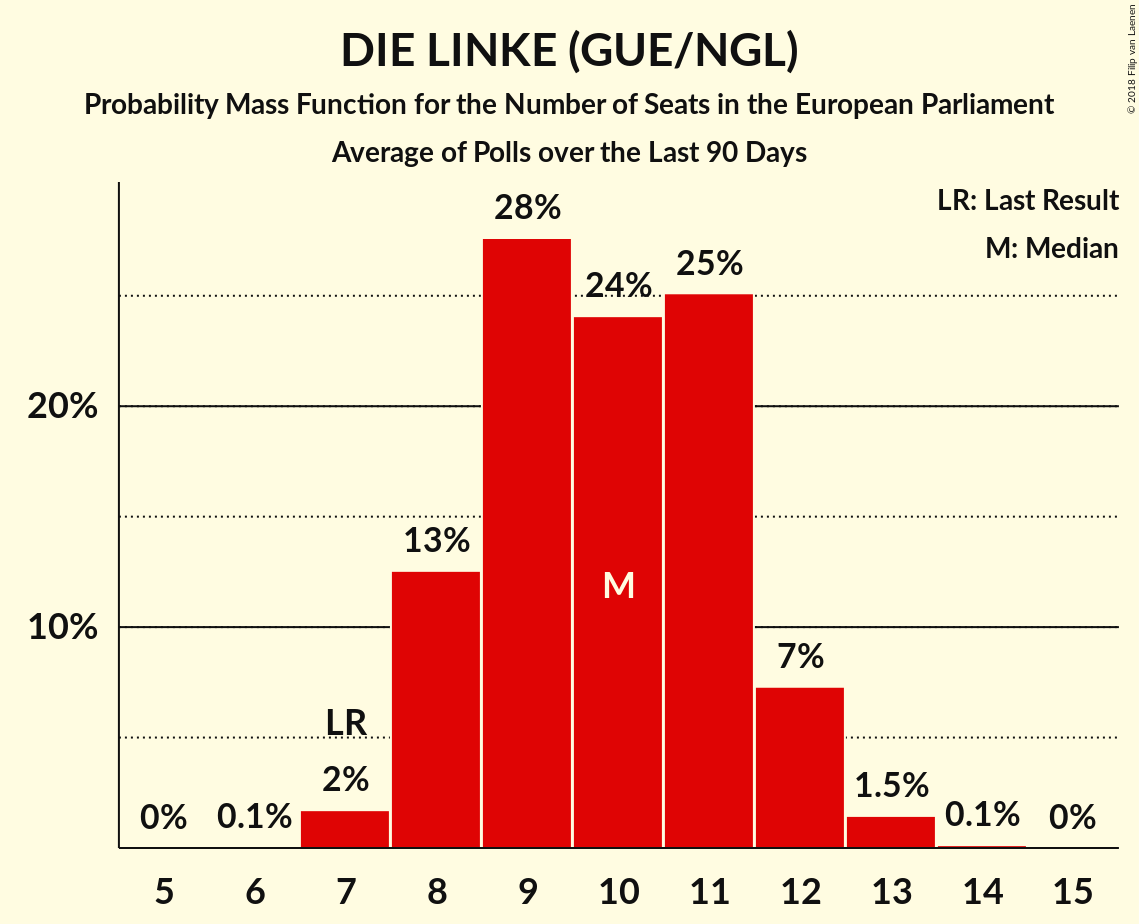 DIE LINKE (GUE/NGL)
Probability Mass Function for the Number of Seats in the European Parliament
Average of Polls over the Last 90 Days
© 2018 Filip van Laenen
LR: Last Result
M: Median
28%
25%
24%
20%
13%
M
10%
7%
LR
2%
1.5%
0%
0.1%
0.1%
0%
5 6 7 8 9 10 11 12 13 14 15